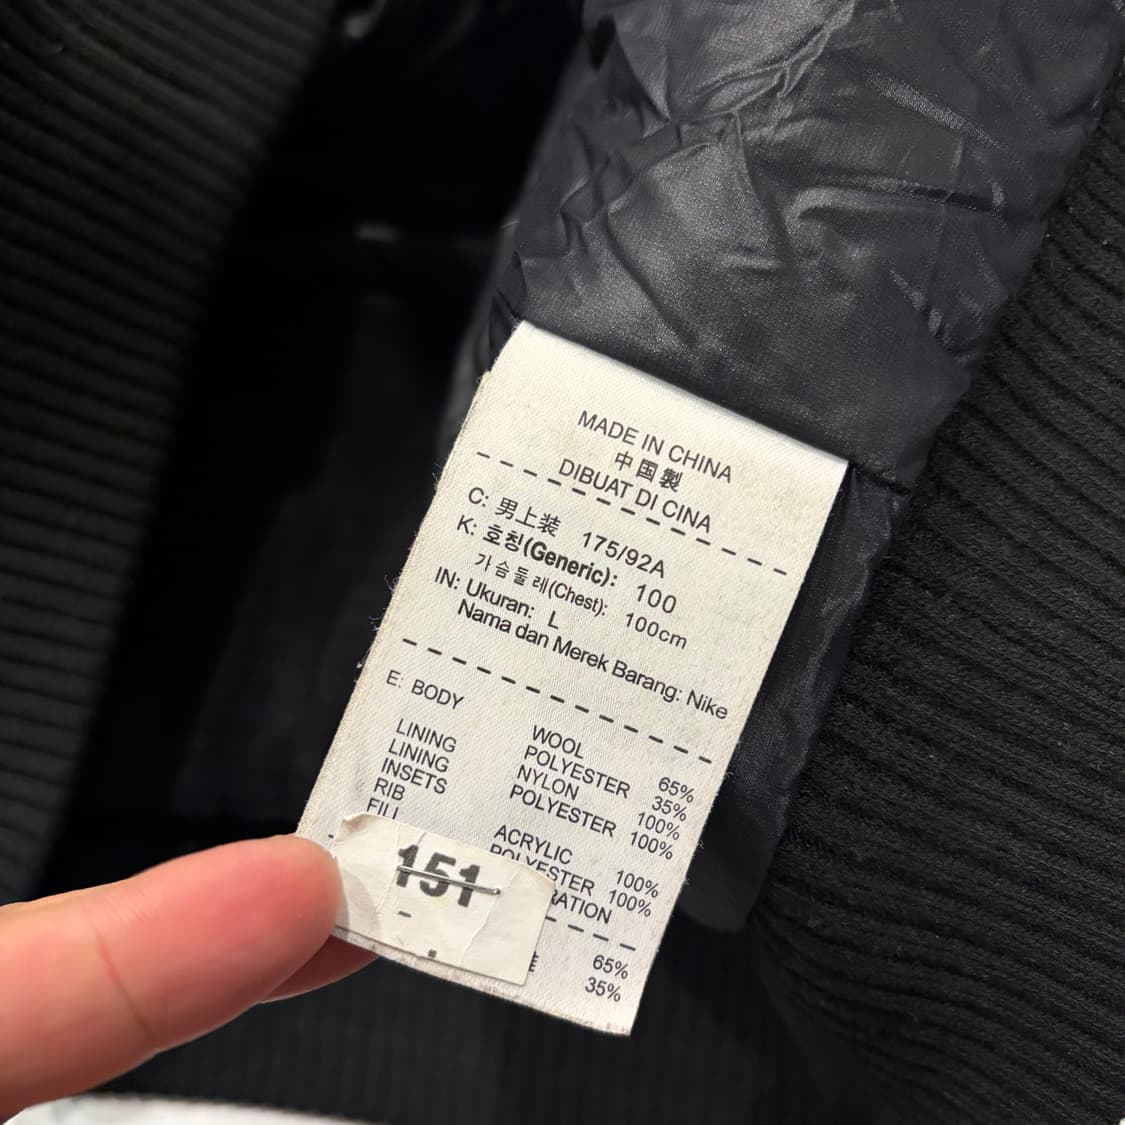 MADE IN CHINA
中国製
DIBUAT DI CINA
C: 男上装 175/92A
K: 호칭(Generic): 100
가슴둘레(Chest): 100cm
IN: Ukuran: L
Nama dan Merek Barang: Nike
E: BODY
WOOL 65%
POLYESTER 35%
LINING NYLON 100%
LINING POLYESTER 100%
INSETS
RIB ACRYLIC 100%
FILL POLYESTER 100%
151
65%
35%